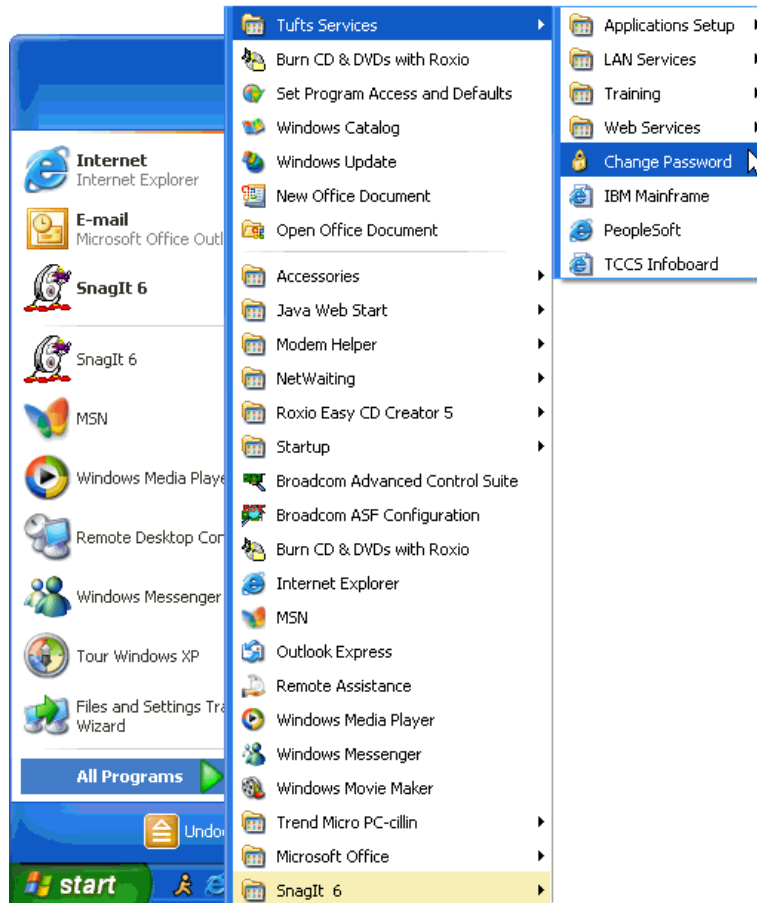 Internet
Internet Explorer
E-mail
Microsoft Office Outl
SnagIt 6
SnagIt 6
MSN
Windows Media Playe
Remote Desktop Con
Windows Messenger
Tour Windows XP
Files and Settings Tra
Wizard
All Programs
Undo
start
Tufts Services
Burn CD & DVDs with Roxio
Set Program Access and Defaults
Windows Catalog
Windows Update
New Office Document
Open Office Document
Accessories
Java Web Start
Modem Helper
NetWaiting
Roxio Easy CD Creator 5
Startup
Broadcom Advanced Control Suite
Broadcom ASF Configuration
Burn CD & DVDs with Roxio
Internet Explorer
MSN
Outlook Express
Remote Assistance
Windows Media Player
Windows Messenger
Windows Movie Maker
Trend Micro PC-cillin
Microsoft Office
SnagIt 6
Applications Setup
LAN Services
Training
Web Services
Change Password
IBM Mainframe
PeopleSoft
TCCS Infoboard